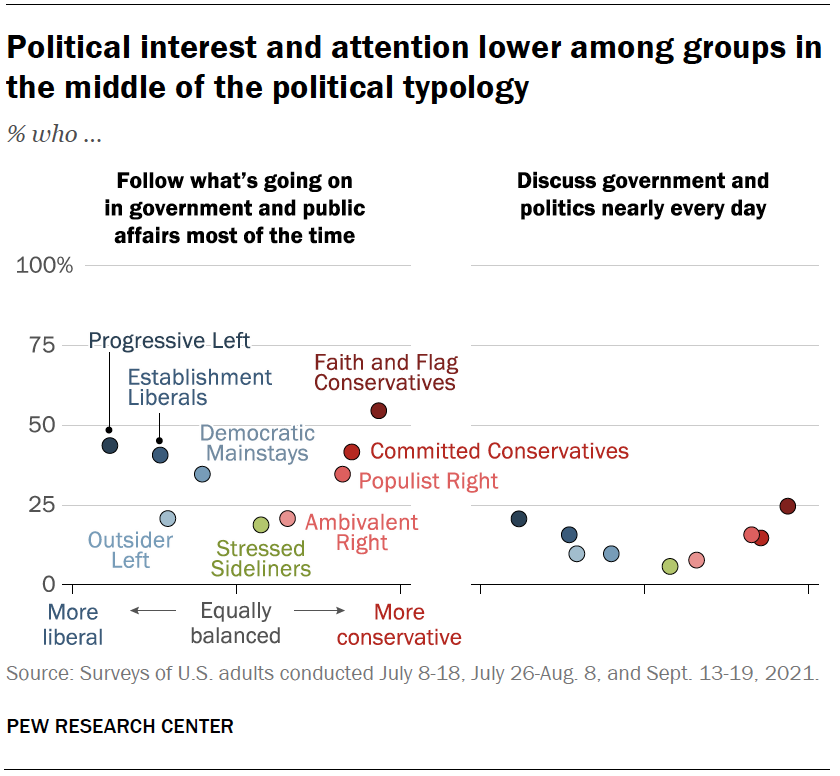 Political interest and attention lower among groups in
the middle of the political typology
% who ...
Follow what's going on
in government and public
affairs most of the time
Discuss government and
politics nearly every day
100%
75
50
25
0
Progressive Left
Establishment
Liberals
Democratic
Mainstays
Outsider
Left
Stressed
Sideliners
Faith and Flag
Conservatives
Committed Conservatives
Populist Right
Ambivalent
Right
More
liberal
Equally
balanced
More
conservative
Source: Surveys of U.S. adults conducted July 8-18, July 26-Aug. 8, and Sept. 13-19, 2021.
PEW RESEARCH CENTER